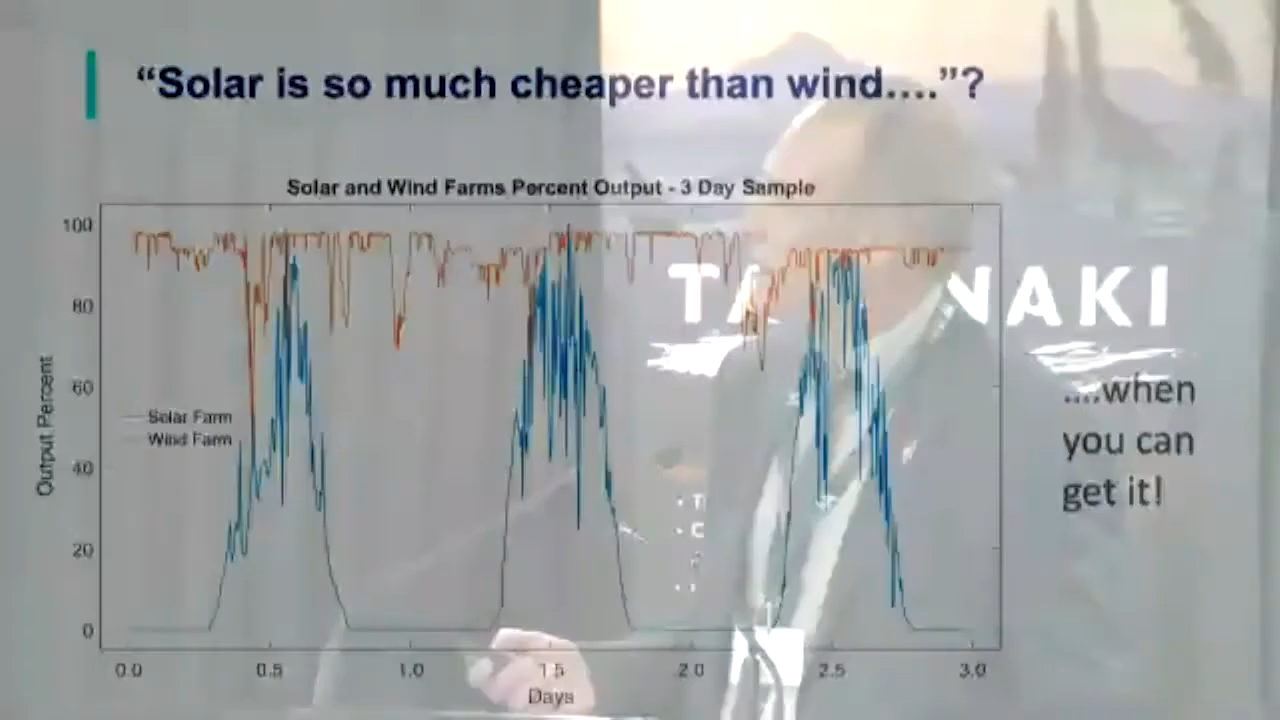 “Solar is so much cheaper than wind....”?
Solar and Wind Farms Percent Output - 3 Day Sample
100
80
60
40
20
0
Output Percent
Solar Farm
Wind Farm
0.0 0.5 1.0 1.5 2.0 2.5 3.0
Days
....when
you can
get it!